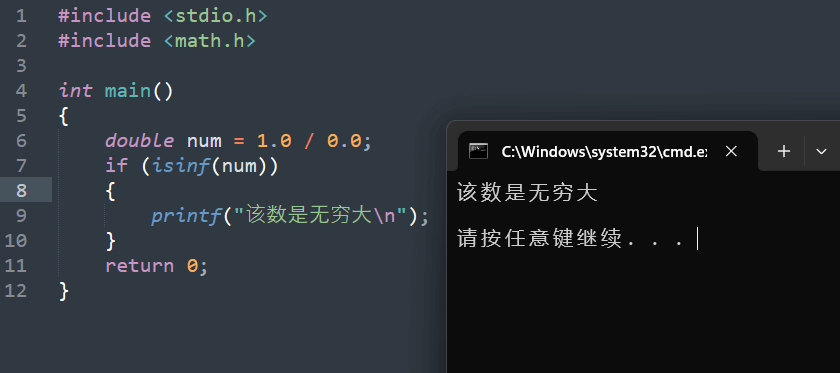 1 #include <stdio.h>
2 #include <math.h>
3
4 int main()
5 {
6     double num = 1.0 / 0.0;
7     if (isinf(num))
8     {
9         printf("该数是无穷大\n");
10     }
11     return 0;
12 }
C:\Windows\system32\cmd.e
该数是无穷大
请按任意键继续. . .